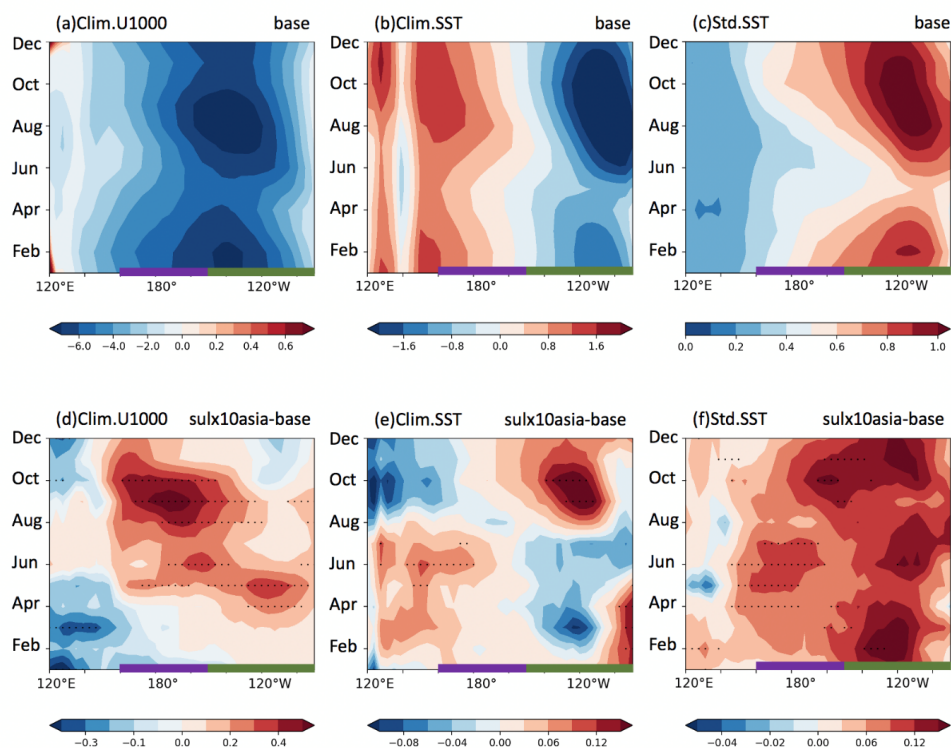 (a)Clim.U1000 base (b)Clim.SST base (c)Std.SST base
Dec Dec Dec
Oct Oct Oct
Aug Aug Aug
Jun Jun Jun
Apr Apr Apr
Feb Feb Feb
120°E 180° 120°W 120°E 180° 120°W 120°E 180° 120°W
−6.0 −4.0 −2.0 0.0 0.2 0.4 0.6 −1.6 −0.8 0.0 0.8 1.6 0.0 0.2 0.4 0.6 0.8 1.0
(d)Clim.U1000 sulx10asia-base (e)Clim.SST sulx10asia-base (f)Std.SST sulx10asia-base
Dec Dec Dec
Oct Oct Oct
Aug Aug Aug
Jun Jun Jun
Apr Apr Apr
Feb Feb Feb
120°E 180° 120°W 120°E 180° 120°W 120°E 180° 120°W
−0.3 −0.1 0.0 0.2 0.4 −0.08 −0.04 0.00 0.06 0.12 −0.04 0.00 0.06 0.12